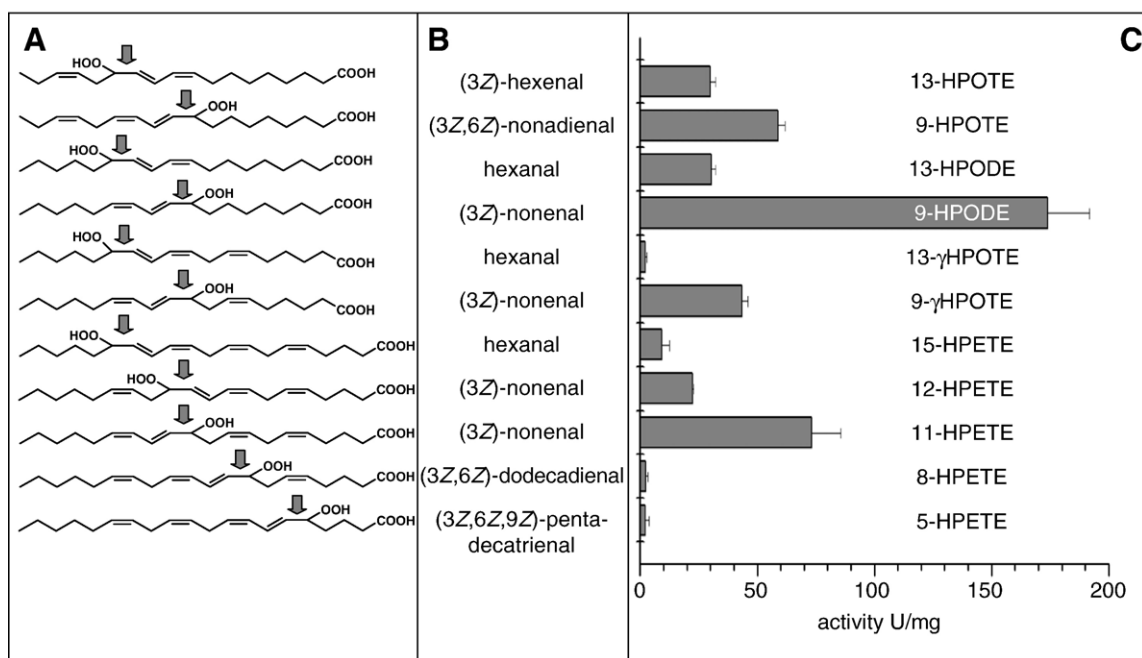 A
B
C
HOO
COOH
(3Z)-hexenal
13-HPOTE
OOH
COOH
(3Z,6Z)-nonadienal
9-HPOTE
HOO
COOH
hexanal
13-HPODE
OOH
COOH
(3Z)-nonenal
9-HPODE
HOO
COOH
hexanal
13-γHPOTE
OOH
COOH
(3Z)-nonenal
9-γHPOTE
HOO
COOH
hexanal
15-HPETE
HOO
COOH
(3Z)-nonenal
12-HPETE
OOH
COOH
(3Z)-nonenal
11-HPETE
OOH
COOH
(3Z,6Z)-dodecadienal
8-HPETE
OOH
COOH
(3Z,6Z,9Z)-penta-
decatrienal
5-HPETE
0 50 100 150 200
activity U/mg